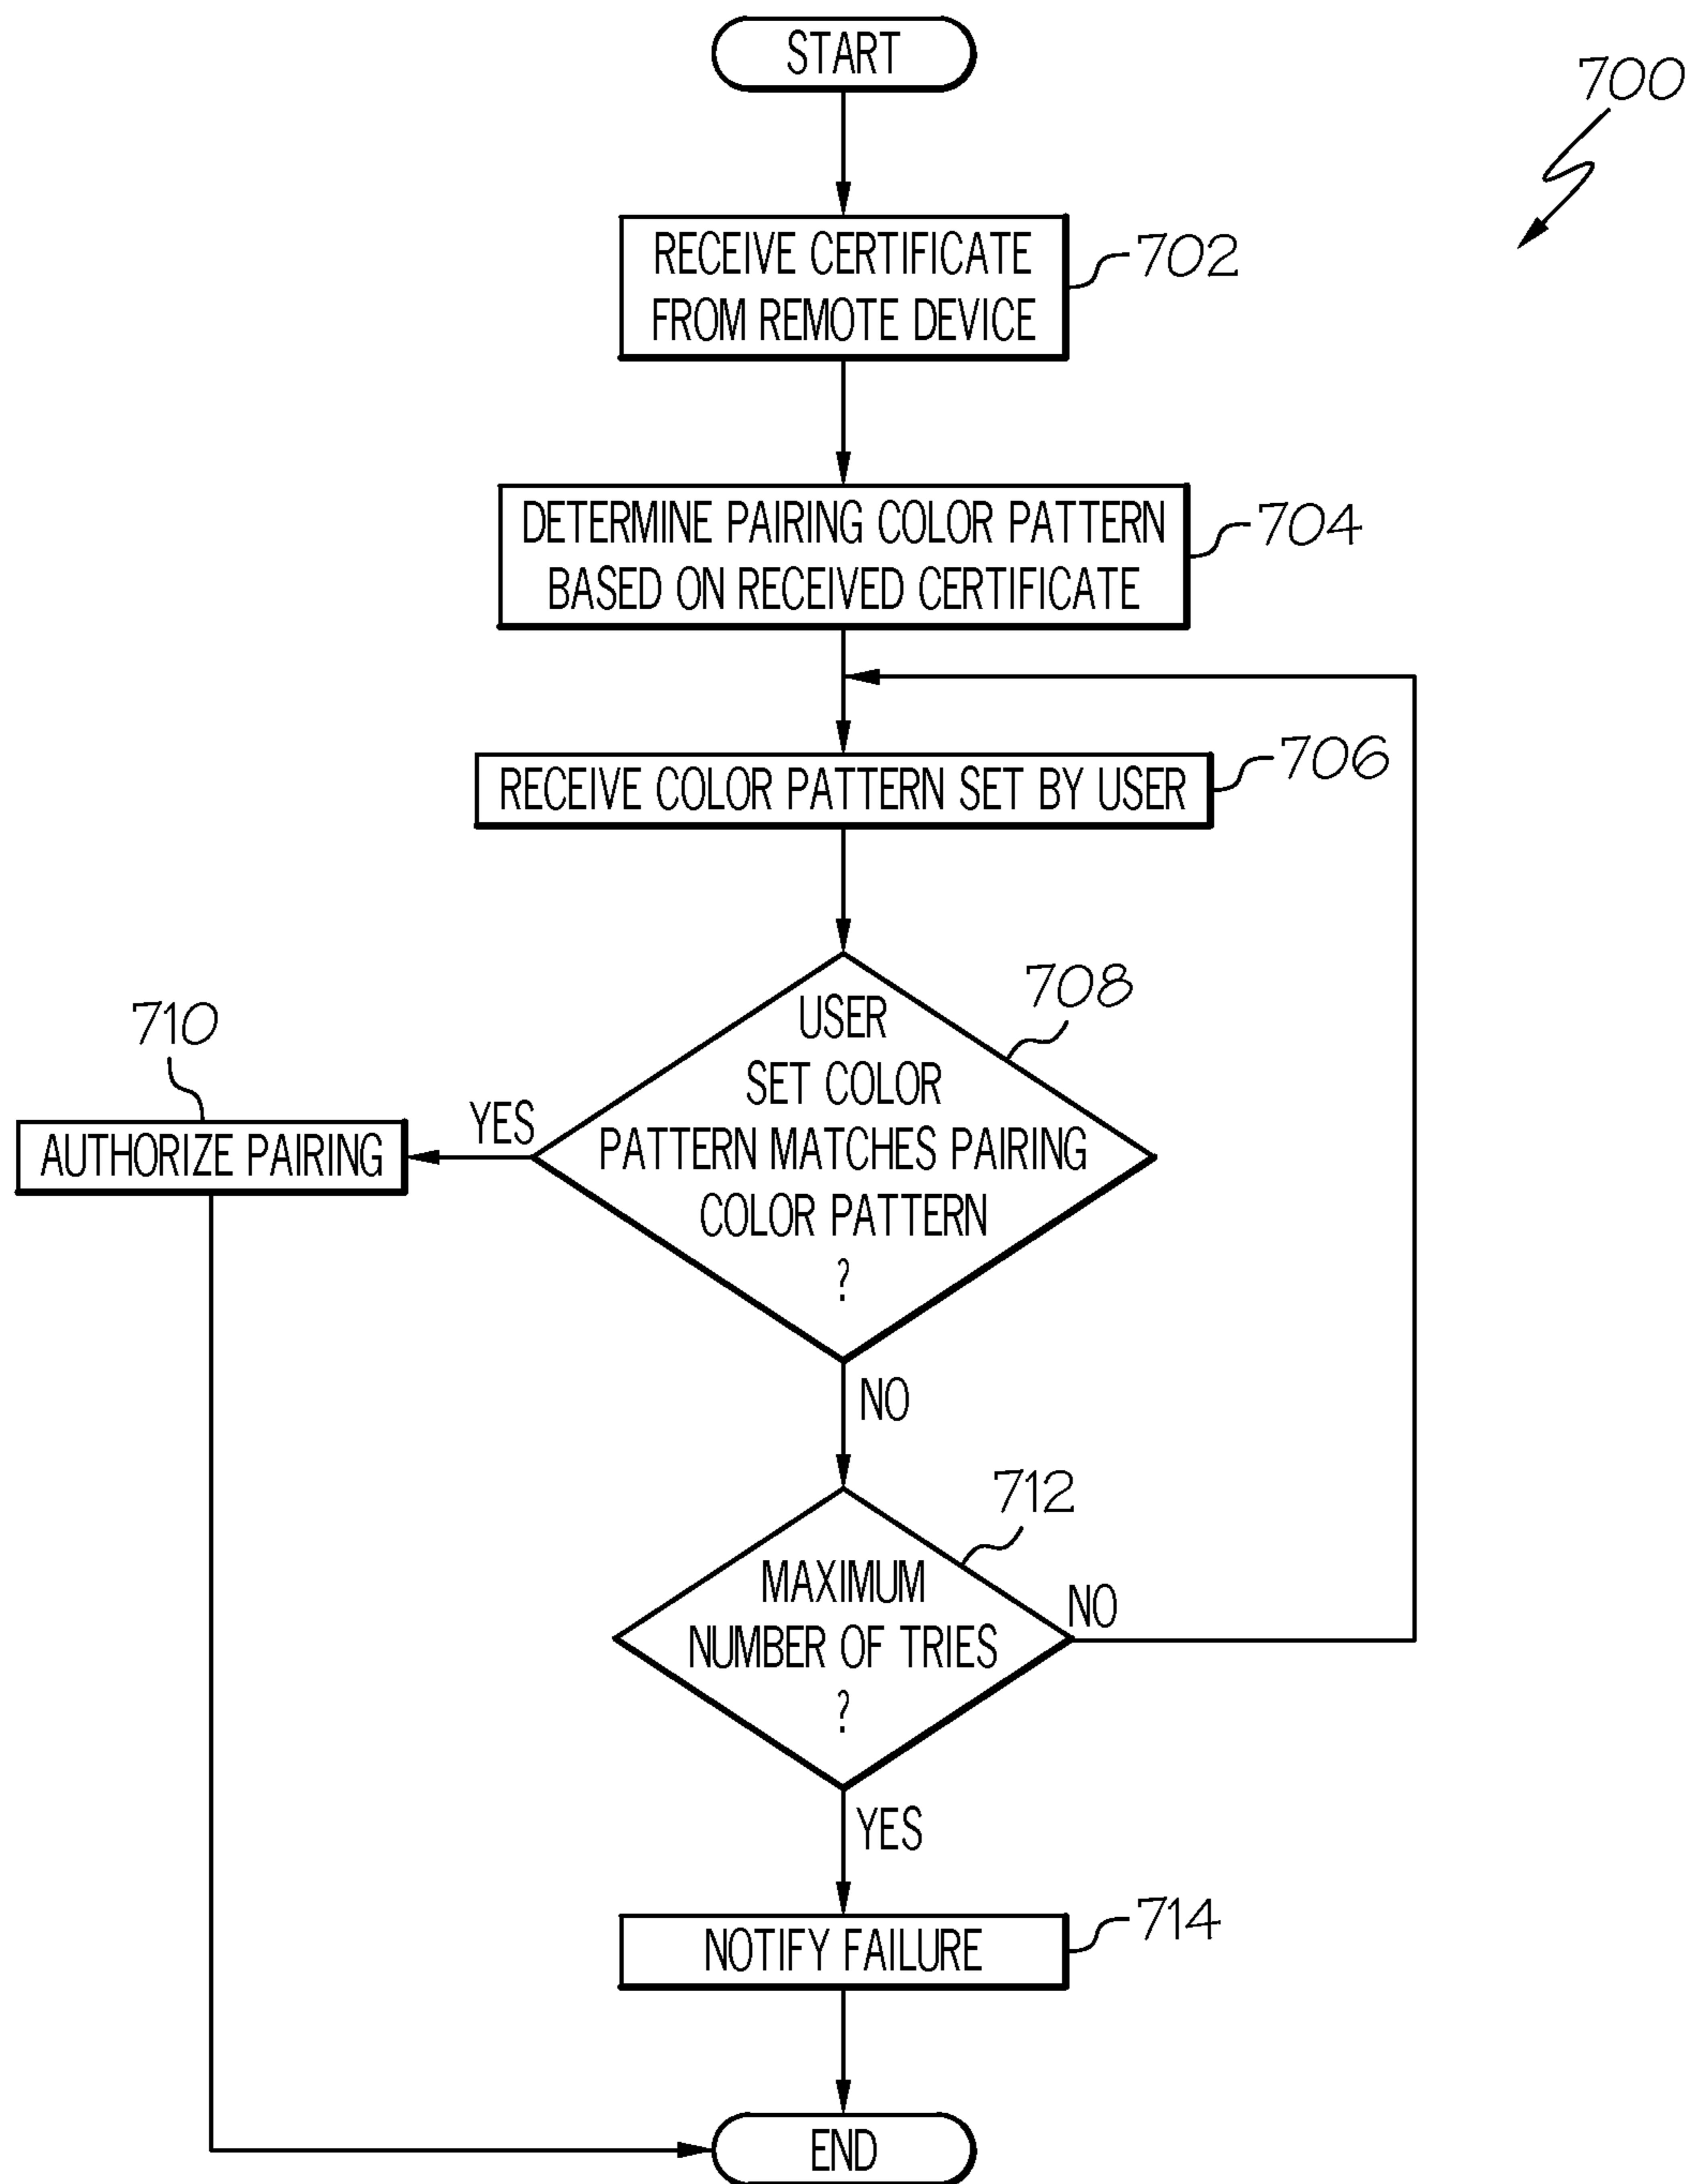 START
700
RECEIVE CERTIFICATE
FROM REMOTE DEVICE
702
DETERMINE PAIRING COLOR PATTERN
BASED ON RECEIVED CERTIFICATE
704
RECEIVE COLOR PATTERN SET BY USER
706
USER
SET COLOR
PATTERN MATCHES PAIRING
COLOR PATTERN
?
708
YES
710
AUTHORIZE PAIRING
NO
MAXIMUM
NUMBER OF TRIES
?
712
NO
YES
NOTIFY FAILURE
714
END